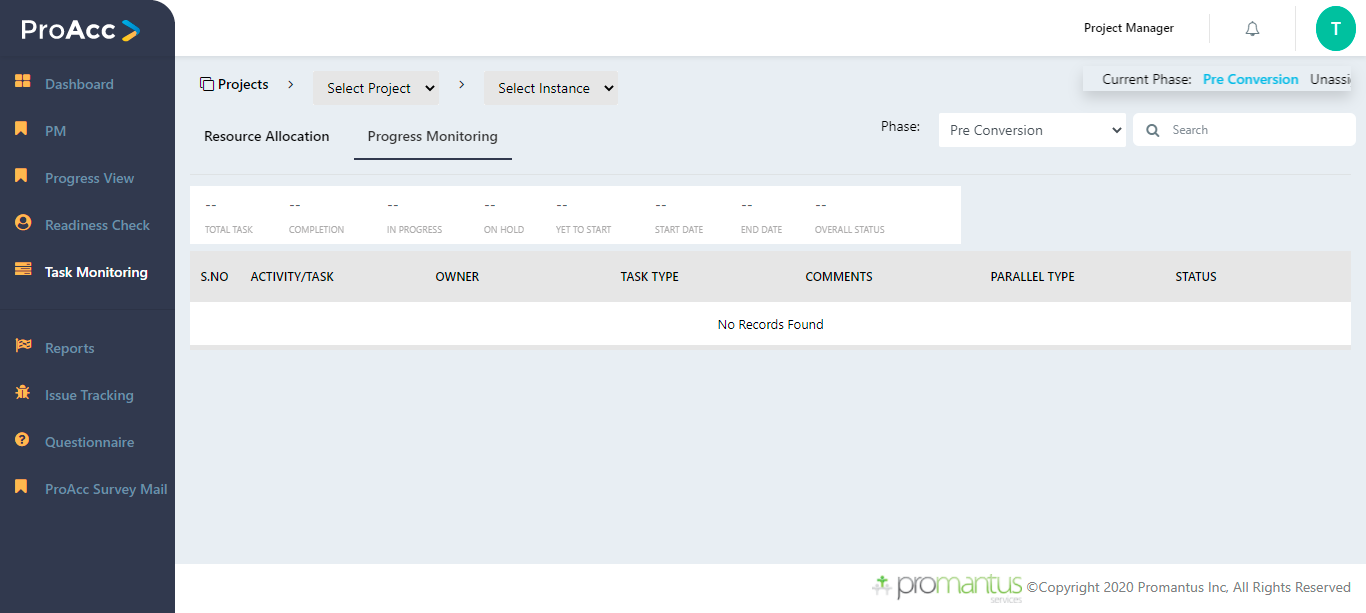 ProAcc
Project Manager
T
Dashboard
PM
Progress View
Readiness Check
Task Monitoring
Reports
Issue Tracking
Questionnaire
ProAcc Survey Mail
Projects > Select Project > Select Instance
Current Phase: Pre Conversion Unassi
Resource Allocation Progress Monitoring
Phase: Pre Conversion Search
-- -- -- -- -- -- -- --
TOTAL TASK COMPLETION IN PROGRESS ON HOLD YET TO START START DATE END DATE OVERALL STATUS
S.NO ACTIVITY/TASK OWNER TASK TYPE COMMENTS PARALLEL TYPE STATUS
No Records Found
promantus services ©Copyright 2020 Promantus Inc, All Rights Reserved